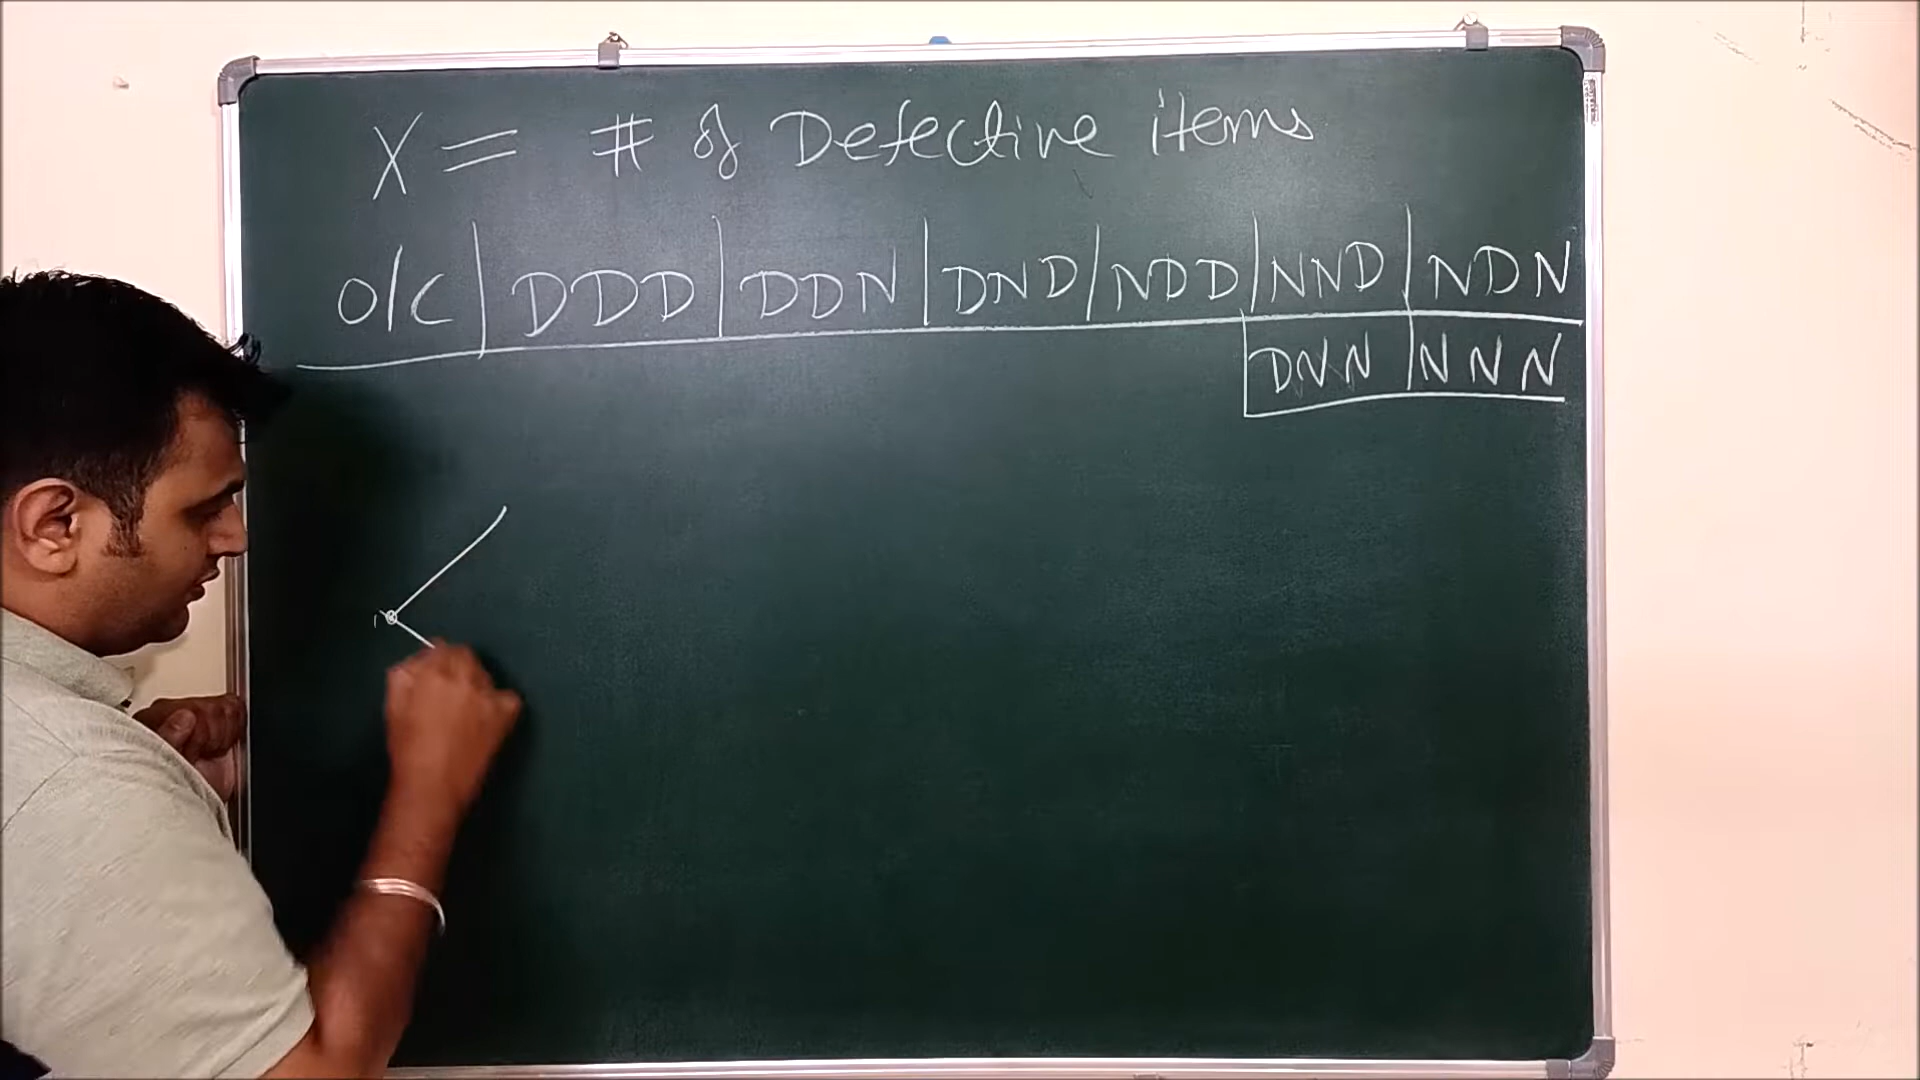 X = # of Defective items
O/C | DDD | DDN | DND | NDD | NND | NDN
DNN | NNN